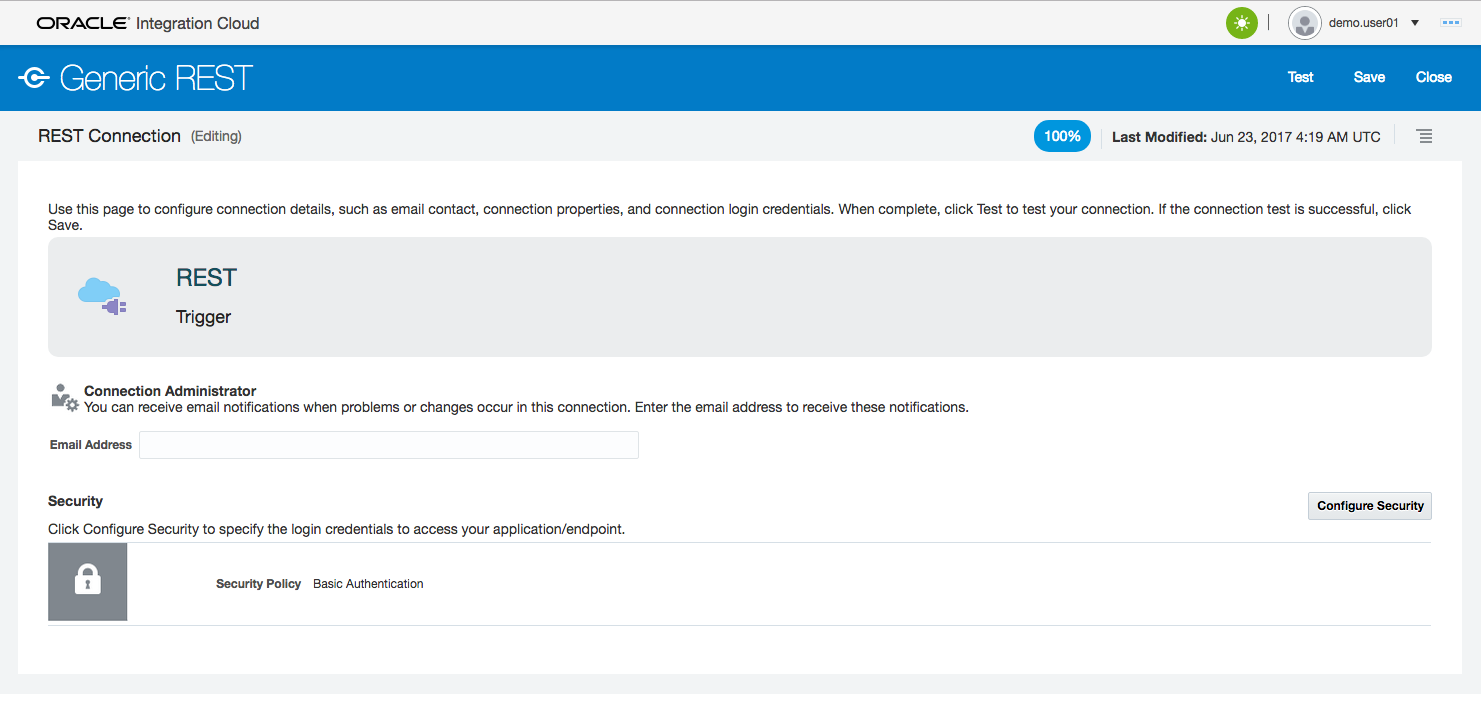 ORACLE Integration Cloud
demo.user01
Generic REST
Test
Save
Close
REST Connection (Editing)
100%
Last Modified: Jun 23, 2017 4:19 AM UTC
Use this page to configure connection details, such as email contact, connection properties, and connection login credentials. When complete, click Test to test your connection. If the connection test is successful, click
Save.
REST
Trigger
Connection Administrator
You can receive email notifications when problems or changes occur in this connection. Enter the email address to receive these notifications.
Email Address
Security
Configure Security
Click Configure Security to specify the login credentials to access your application/endpoint.
Security Policy Basic Authentication